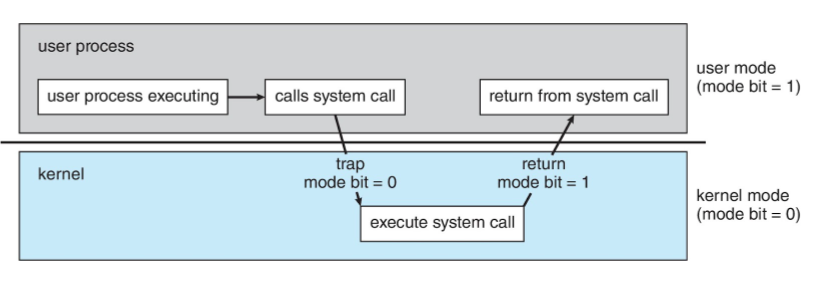 user process
user process executing
calls system call
return from system call
user mode
(mode bit = 1)
kernel
trap
mode bit = 0
return
mode bit = 1
execute system call
kernel mode
(mode bit = 0)